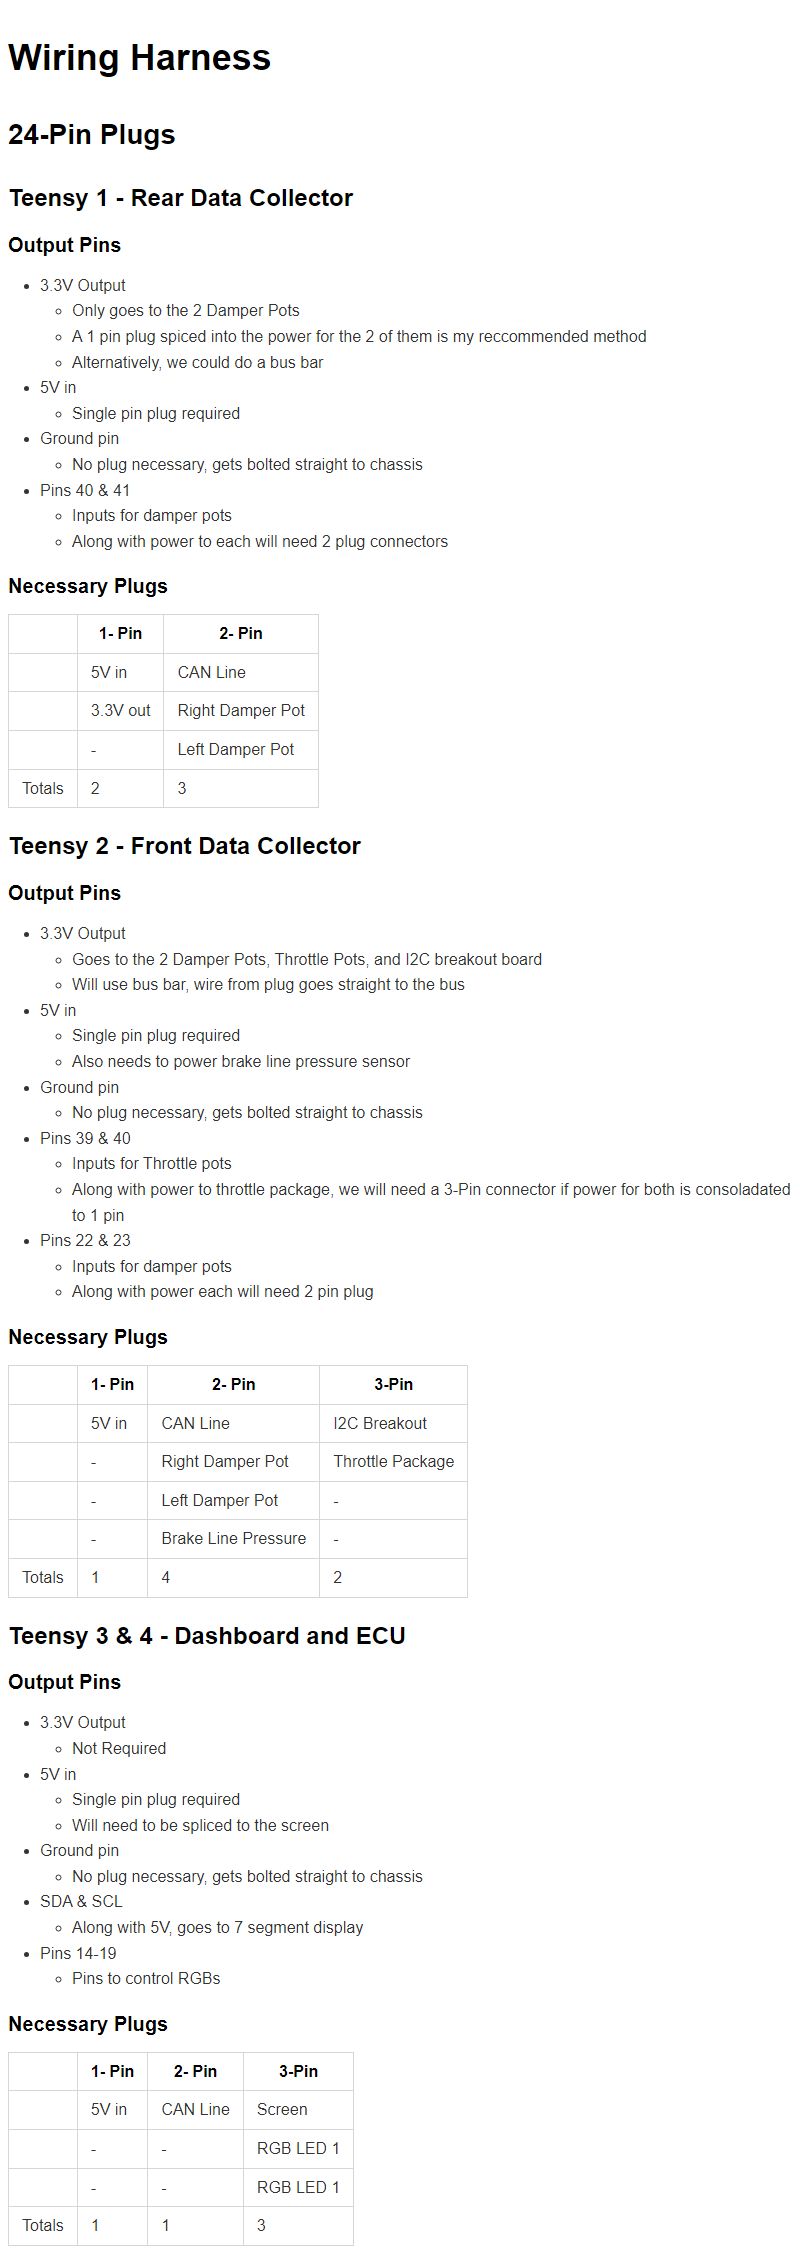 Wiring Harness
24-Pin Plugs
Teensy 1 - Rear Data Collector
Output Pins
• 3.3V Output
◦ Only goes to the 2 Damper Pots
◦ A 1 pin plug spiced into the power for the 2 of them is my reccommended method
◦ Alternatively, we could do a bus bar
• 5V in
◦ Single pin plug required
• Ground pin
◦ No plug necessary, gets bolted straight to chassis
• Pins 40 & 41
◦ Inputs for damper pots
◦ Along with power to each will need 2 plug connectors
Necessary Plugs
1- Pin 2- Pin
5V in CAN Line
3.3V out Right Damper Pot
- Left Damper Pot
Totals 2 3
Teensy 2 - Front Data Collector
Output Pins
• 3.3V Output
◦ Goes to the 2 Damper Pots, Throttle Pots, and I2C breakout board
◦ Will use bus bar, wire from plug goes straight to the bus
• 5V in
◦ Single pin plug required
◦ Also needs to power brake line pressure sensor
• Ground pin
◦ No plug necessary, gets bolted straight to chassis
• Pins 39 & 40
◦ Inputs for Throttle pots
◦ Along with power to throttle package, we will need a 3-Pin connector if power for both is consoladated
to 1 pin
• Pins 22 & 23
◦ Inputs for damper pots
◦ Along with power each will need 2 pin plug
Necessary Plugs
1- Pin 2- Pin 3-Pin
5V in CAN Line I2C Breakout
- Right Damper Pot Throttle Package
- Left Damper Pot -
- Brake Line Pressure -
Totals 1 4 2
Teensy 3 & 4 - Dashboard and ECU
Output Pins
• 3.3V Output
◦ Not Required
• 5V in
◦ Single pin plug required
◦ Will need to be spliced to the screen
• Ground pin
◦ No plug necessary, gets bolted straight to chassis
• SDA & SCL
◦ Along with 5V, goes to 7 segment display
• Pins 14-19
◦ Pins to control RGBs
Necessary Plugs
1- Pin 2- Pin 3-Pin
5V in CAN Line Screen
- - RGB LED 1
- - RGB LED 1
Totals 1 1 3